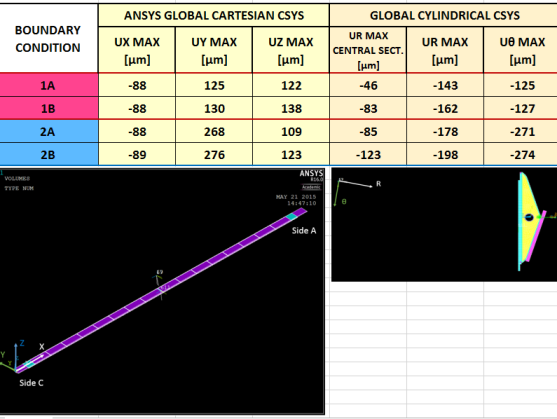 BOUNDARY CONDITION
ANSYS GLOBAL CARTESIAN CSYS
GLOBAL CYLINDRICAL CSYS
UX MAX [µm]
UY MAX [µm]
UZ MAX [µm]
UR MAX CENTRAL SECT. [µm]
UR MAX [µm]
Uθ MAX [µm]
1A -88 125 122 -46 -143 -125
1B -88 130 138 -83 -162 -127
2A -88 268 109 -85 -178 -271
2B -89 276 123 -123 -198 -274
1
VOLUMES
TYPE NUM
ANSYS
R16.0
Academic
MAY 21 2015
14:47:10
Side A
Z
X
Y
Side C
R
θ